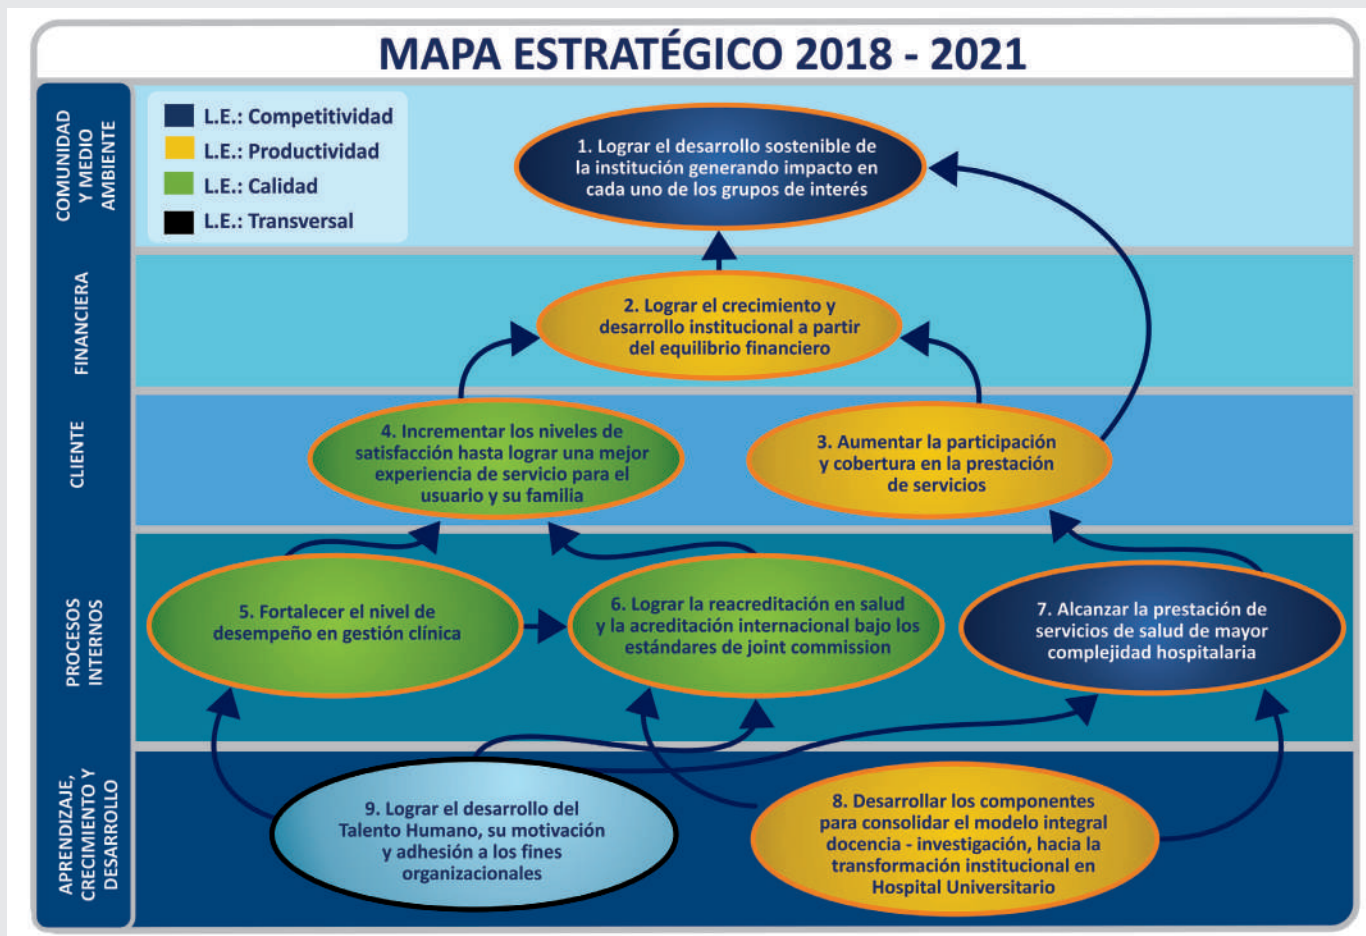 MAPA ESTRATÉGICO 2018 - 2021
COMUNIDAD
Y MEDIO
AMBIENTE
L.E.: Competitividad
L.E.: Productividad
L.E.: Calidad
L.E.: Transversal
1. Lograr el desarrollo sostenible de
la institución generando impacto en
cada uno de los grupos de interés
FINANCIERA
2. Lograr el crecimiento y
desarrollo institucional a partir
del equilibrio financiero
CLIENTE
4. Incrementar los niveles de
satisfacción hasta lograr una mejor
experiencia de servicio para el
usuario y su familia
3. Aumentar la participación
y cobertura en la prestación
de servicios
PROCESOS
INTERNOS
5. Fortalecer el nivel de
desempeño en gestión clínica
6. Lograr la reacreditación en salud
y la acreditación internacional bajo los
estándares de joint commission
7. Alcanzar la prestación de
servicios de salud de mayor
complejidad hospitalaria
APRENDIZAJE,
CRECIMIENTO Y
DESARROLLO
9. Lograr el desarrollo del
Talento Humano, su motivación
y adhesión a los fines
organizacionales
8. Desarrollar los componentes
para consolidar el modelo integral
docencia - investigación, hacia la
transformación institucional en
Hospital Universitario